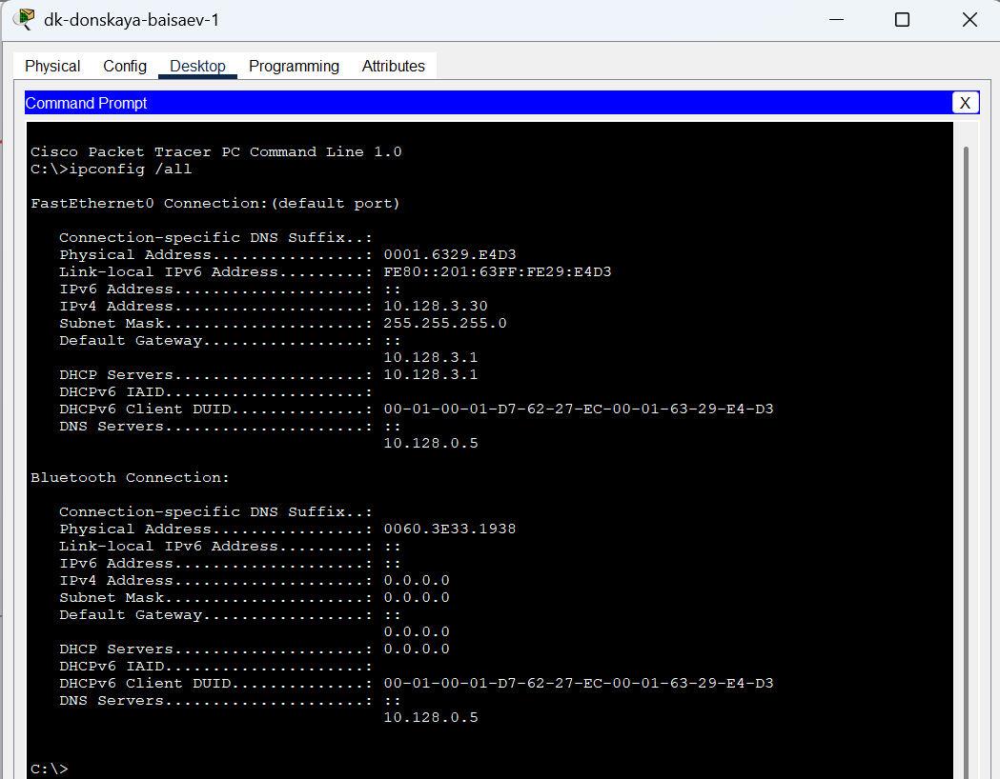 dk-donskaya-baisaev-1
Physical Config Desktop Programming Attributes
Command Prompt X
Cisco Packet Tracer PC Command Line 1.0
C:\>ipconfig /all
FastEthernet0 Connection:(default port)
Connection-specific DNS Suffix..:
Physical Address................: 0001.6329.E4D3
Link-local IPv6 Address.........: FE80::201:63FF:FE29:E4D3
IPv6 Address....................: ::
IPv4 Address....................: 10.128.3.30
Subnet Mask.....................: 255.255.255.0
Default Gateway.................: ::
10.128.3.1
DHCP Servers....................: 10.128.3.1
DHCPv6 IAID.....................:
DHCPv6 Client DUID..............: 00-01-00-01-D7-62-27-EC-00-01-63-29-E4-D3
DNS Servers.....................: ::
10.128.0.5
Bluetooth Connection:
Connection-specific DNS Suffix..:
Physical Address................: 0060.3E33.1938
Link-local IPv6 Address.........: ::
IPv6 Address....................: ::
IPv4 Address....................: 0.0.0.0
Subnet Mask.....................: 0.0.0.0
Default Gateway.................: ::
0.0.0.0
DHCP Servers....................: 0.0.0.0
DHCPv6 IAID.....................:
DHCPv6 Client DUID..............: 00-01-00-01-D7-62-27-EC-00-01-63-29-E4-D3
DNS Servers.....................: ::
10.128.0.5
C:\>